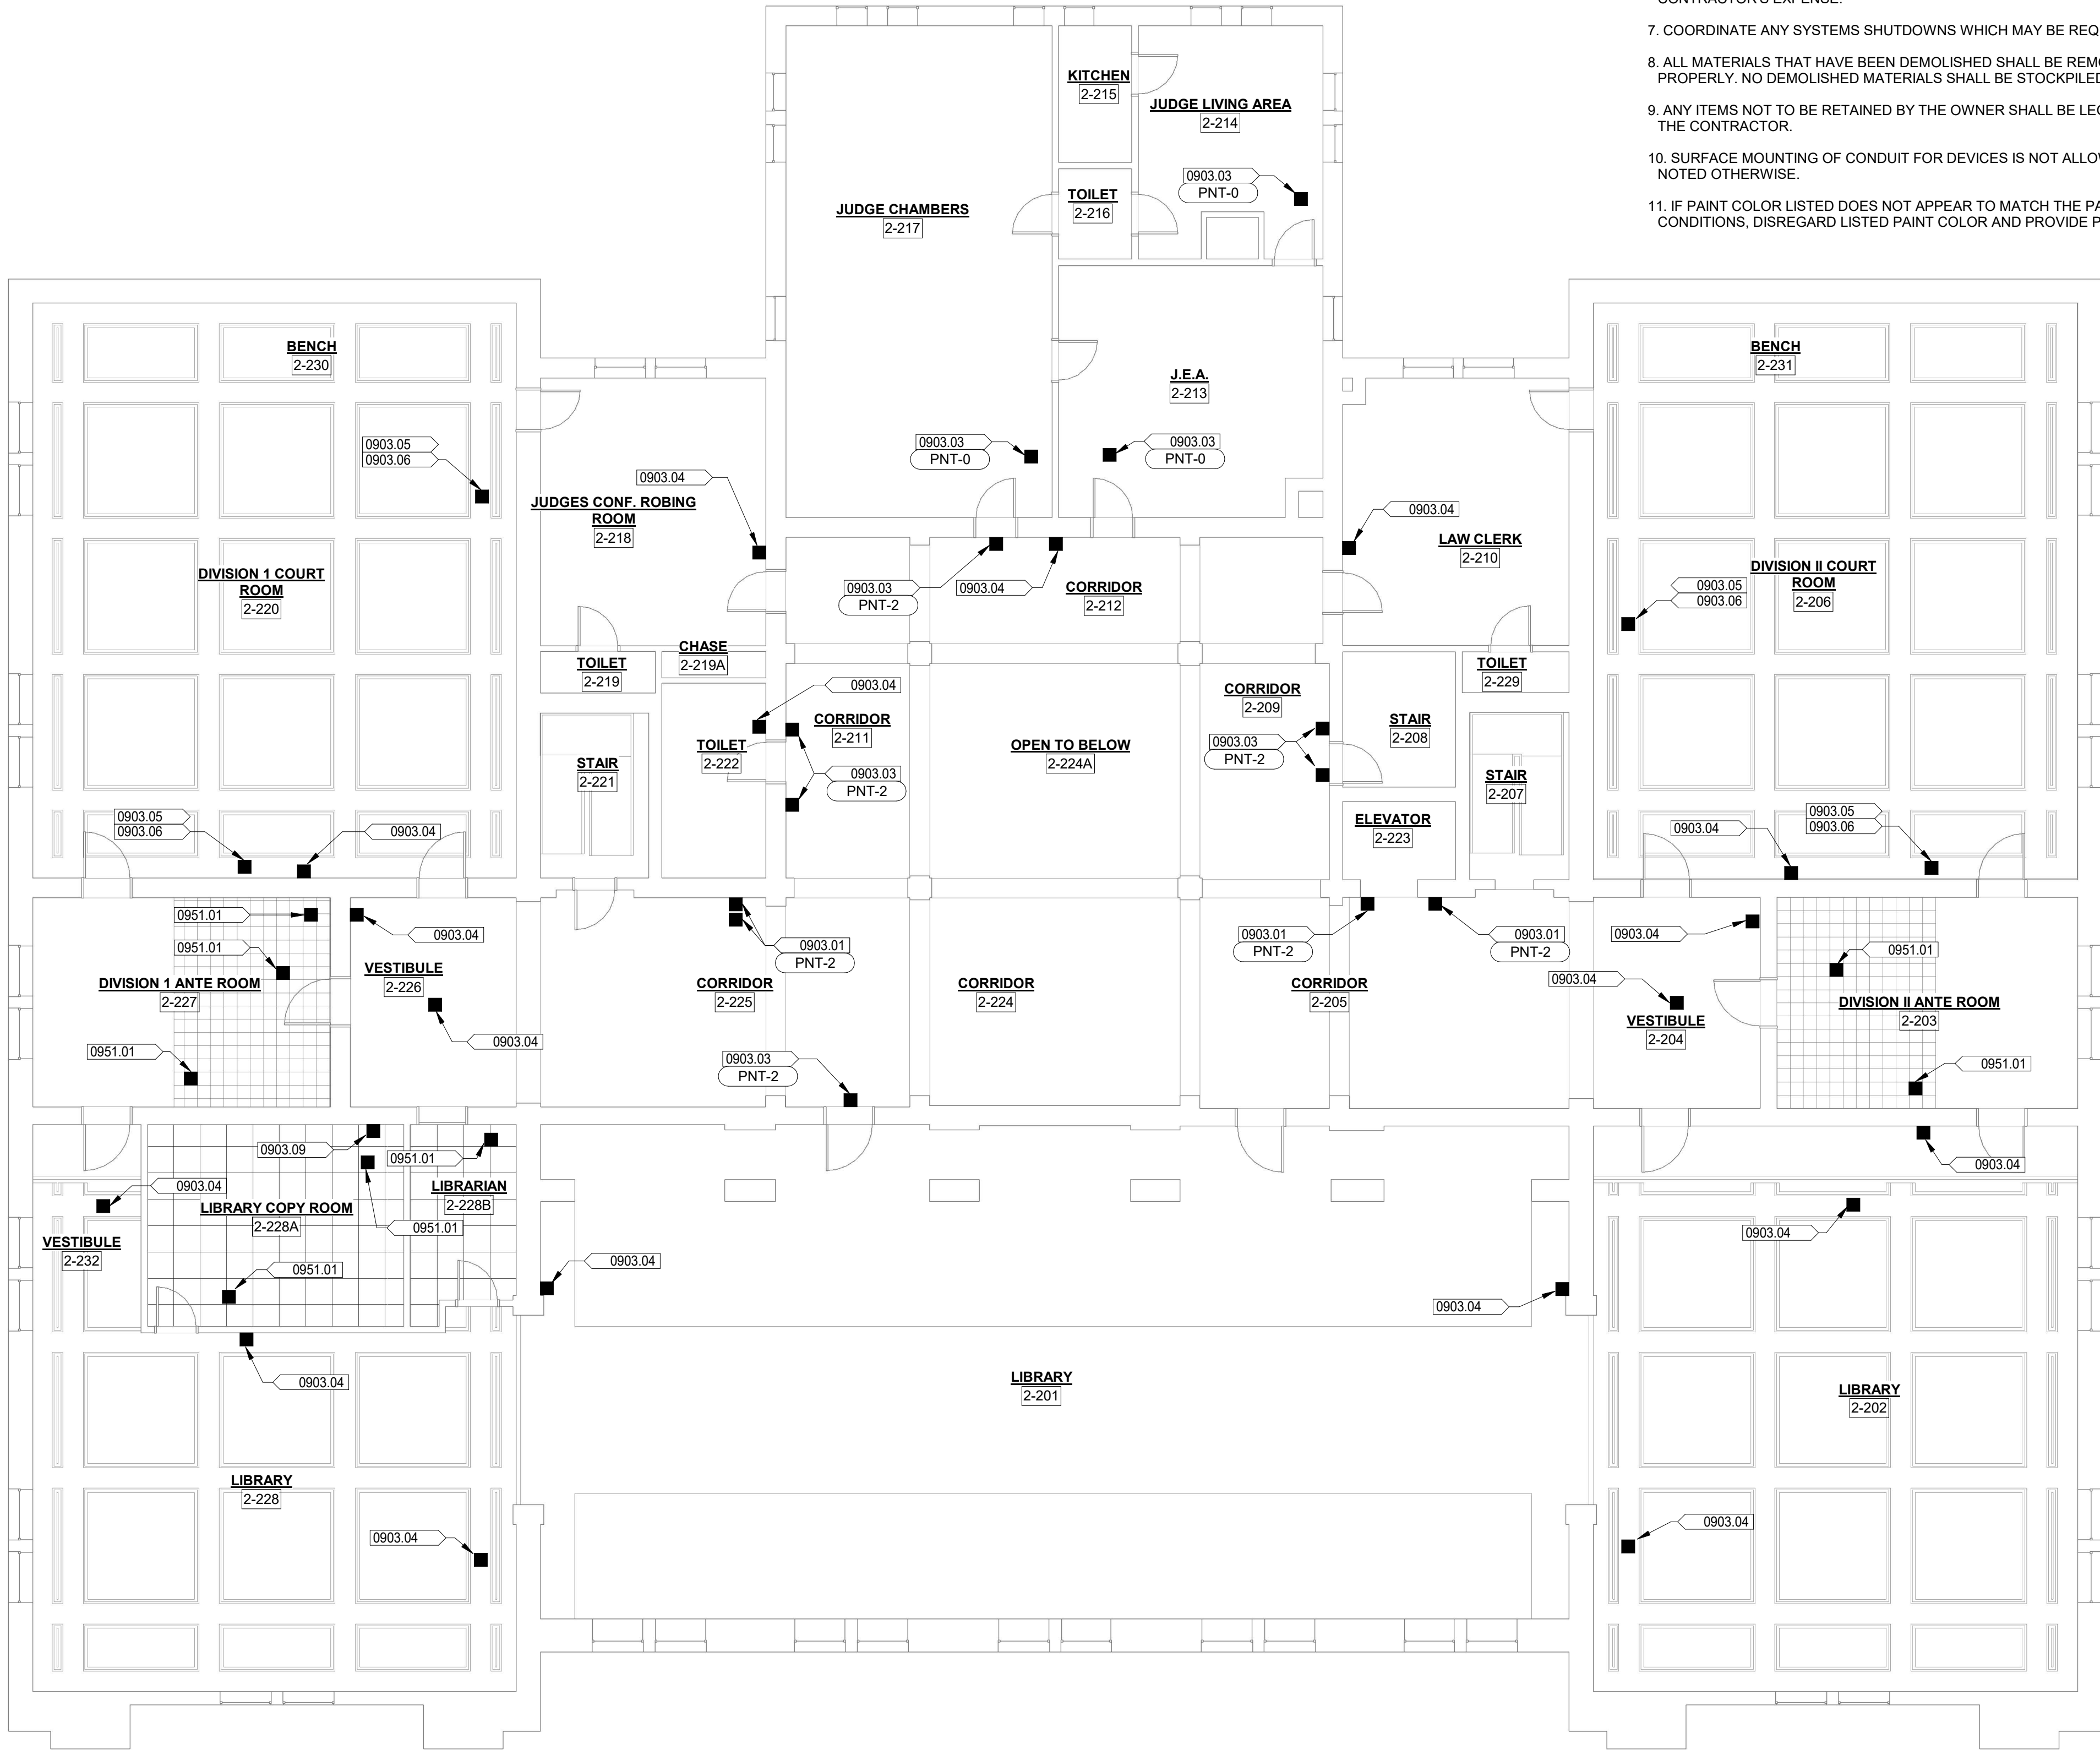 CONTRACTOR'S EXPENSE.
7. COORDINATE ANY SYSTEMS SHUTDOWNS WHICH MAY BE REQ
8. ALL MATERIALS THAT HAVE BEEN DEMOLISHED SHALL BE REM
PROPERLY. NO DEMOLISHED MATERIALS SHALL BE STOCKPILED
9. ANY ITEMS NOT TO BE RETAINED BY THE OWNER SHALL BE LEG
THE CONTRACTOR.
10. SURFACE MOUNTING OF CONDUIT FOR DEVICES IS NOT ALLOW
NOTED OTHERWISE.
11. IF PAINT COLOR LISTED DOES NOT APPEAR TO MATCH THE PA
CONDITIONS, DISREGARD LISTED PAINT COLOR AND PROVIDE P
KITCHEN
2-215
JUDGE LIVING AREA
2-214
0903.03
PNT-0
TOILET
2-216
JUDGE CHAMBERS
2-217
BENCH
2-230
BENCH
2-231
J.E.A.
2-213
0903.05
0903.06
0903.03
PNT-0
0903.03
PNT-0
0903.04
JUDGES CONF. ROBING
ROOM
2-218
0903.04
LAW CLERK
2-210
DIVISION 1 COURT
ROOM
2-220
DIVISION II COURT
ROOM
2-206
0903.05
0903.06
0903.03
PNT-2
0903.04
CORRIDOR
2-212
CHASE
2-219A
TOILET
2-219
TOILET
2-229
0903.04
CORRIDOR
2-211
CORRIDOR
2-209
STAIR
2-208
OPEN TO BELOW
2-224A
TOILET
2-222
0903.03
PNT-2
STAIR
2-221
0903.03
PNT-2
STAIR
2-207
0903.05
0903.06
0903.04
ELEVATOR
2-223
0903.04
0903.05
0903.06
0951.01
0951.01
0903.04
0903.01
PNT-2
0903.01
PNT-2
0903.01
PNT-2
0903.04
0951.01
DIVISION 1 ANTE ROOM
2-227
VESTIBULE
2-226
CORRIDOR
2-225
CORRIDOR
2-224
CORRIDOR
2-205
0903.04
DIVISION II ANTE ROOM
2-203
VESTIBULE
2-204
0903.04
0951.01
0903.03
PNT-2
0951.01
0903.09
0951.01
0903.04
0903.04
LIBRARIAN
2-228B
LIBRARY COPY ROOM
2-228A
0951.01
0903.04
VESTIBULE
2-232
0951.01
0903.04
0903.04
0903.04
LIBRARY
2-201
LIBRARY
2-202
LIBRARY
2-228
0903.04
0903.04